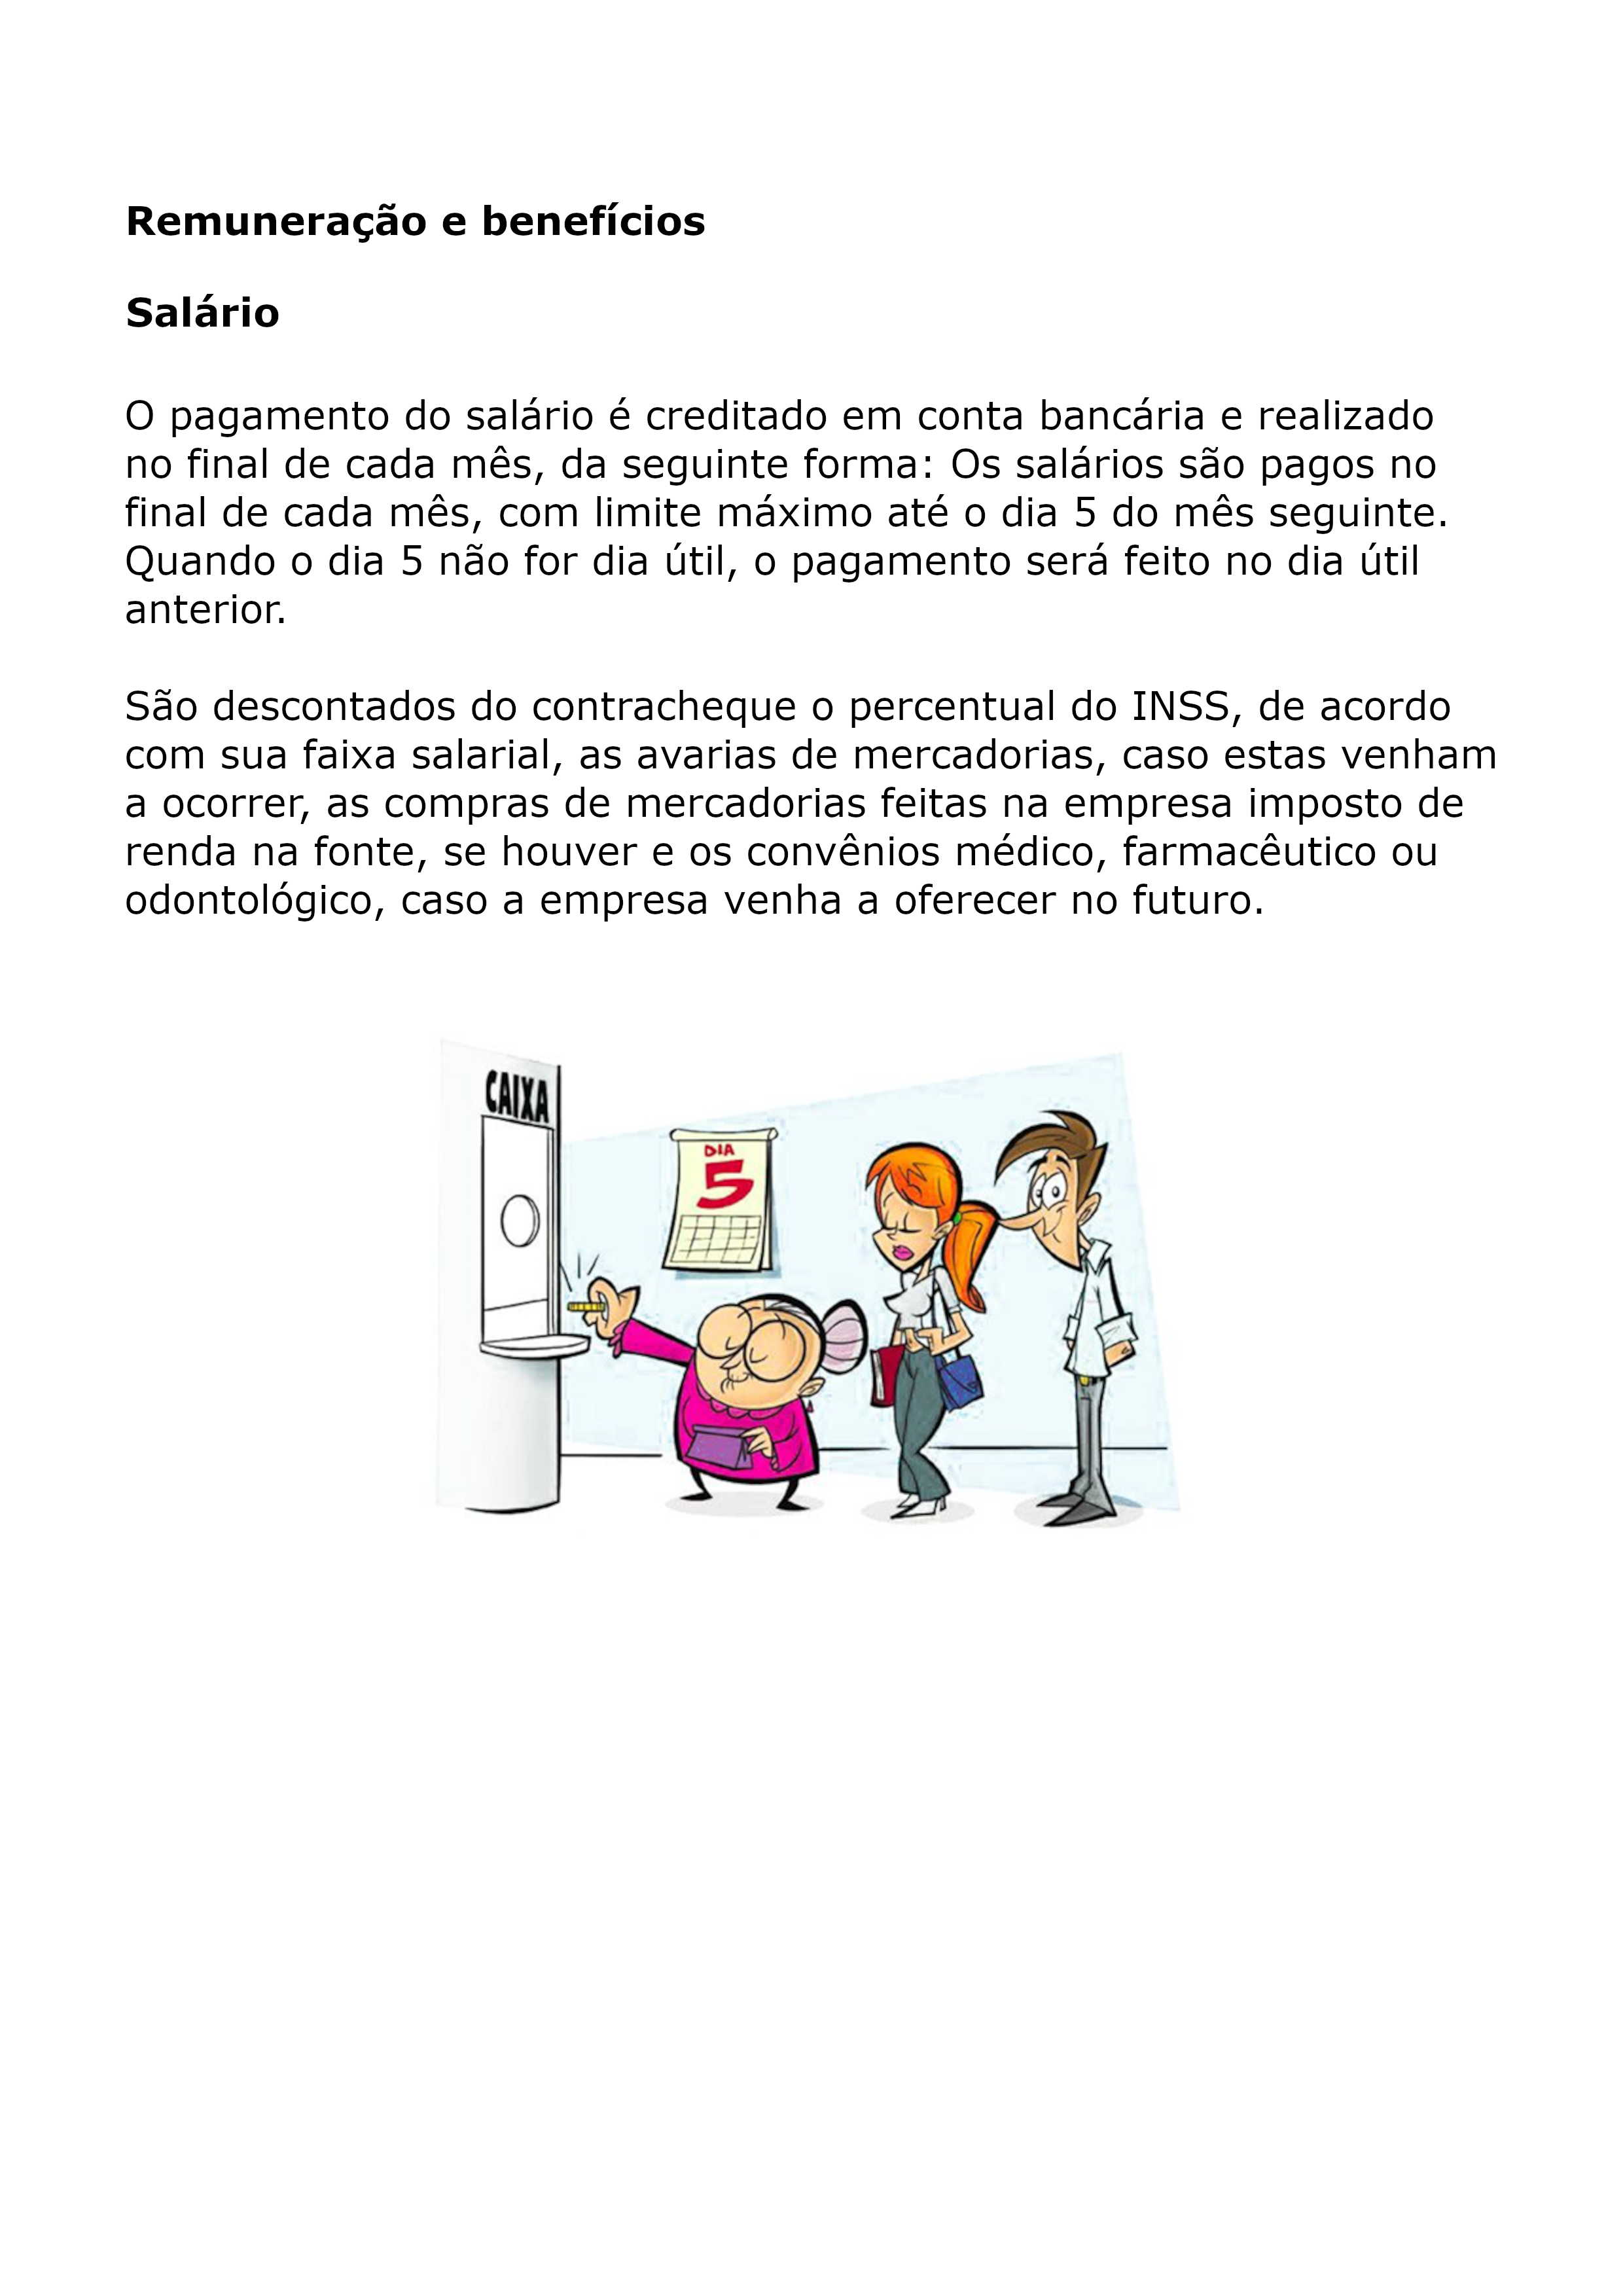 Remuneração e benefícios
Salário
O pagamento do salário é creditado em conta bancária e realizado
no final de cada mês, da seguinte forma: Os salários são pagos no
final de cada mês, com limite máximo até o dia 5 do mês seguinte.
Quando o dia 5 não for dia útil, o pagamento será feito no dia útil
anterior.
São descontados do contracheque o percentual do INSS, de acordo
com sua faixa salarial, as avarias de mercadorias, caso estas venham
a ocorrer, as compras de mercadorias feitas na empresa imposto de
renda na fonte, se houver e os convênios médico, farmacêutico ou
odontológico, caso a empresa venha a oferecer no futuro.
CAIXA
DIA
5